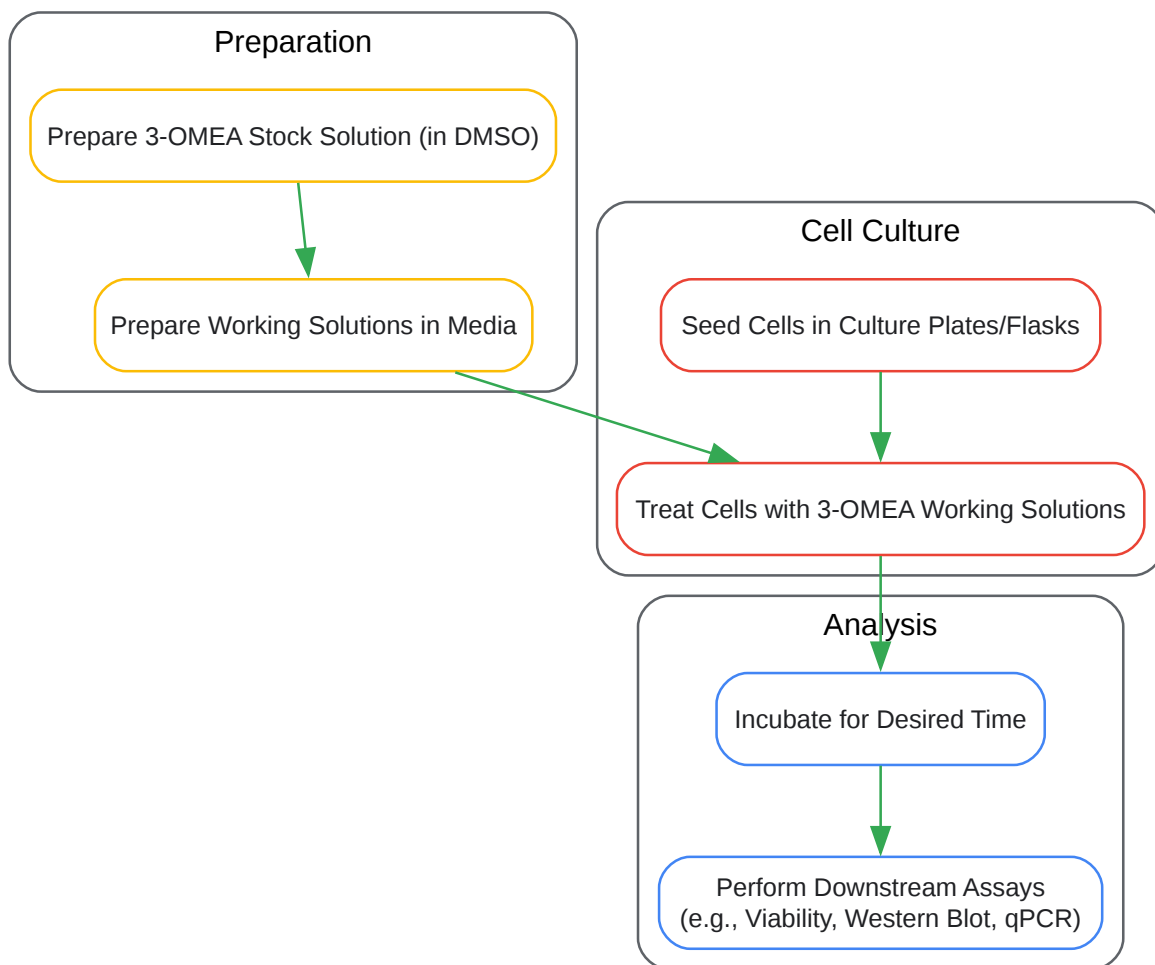 Preparation
Prepare 3-OMEA Stock Solution (in DMSO)
Prepare Working Solutions in Media
Cell Culture
Seed Cells in Culture Plates/Flasks
Treat Cells with 3-OMEA Working Solutions
Analysis
Incubate for Desired Time
Perform Downstream Assays
(e.g., Viability, Western Blot, qPCR)